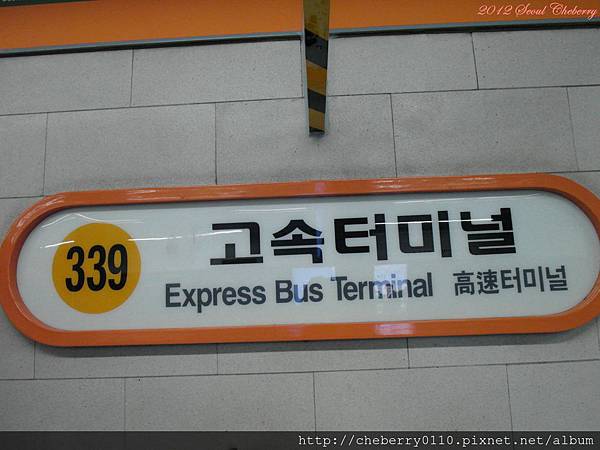 2012 Seoul Cheberry
339
고속터미널
Express Bus Terminal 高速터미널
http://cheberry0110.pixnet.net/album